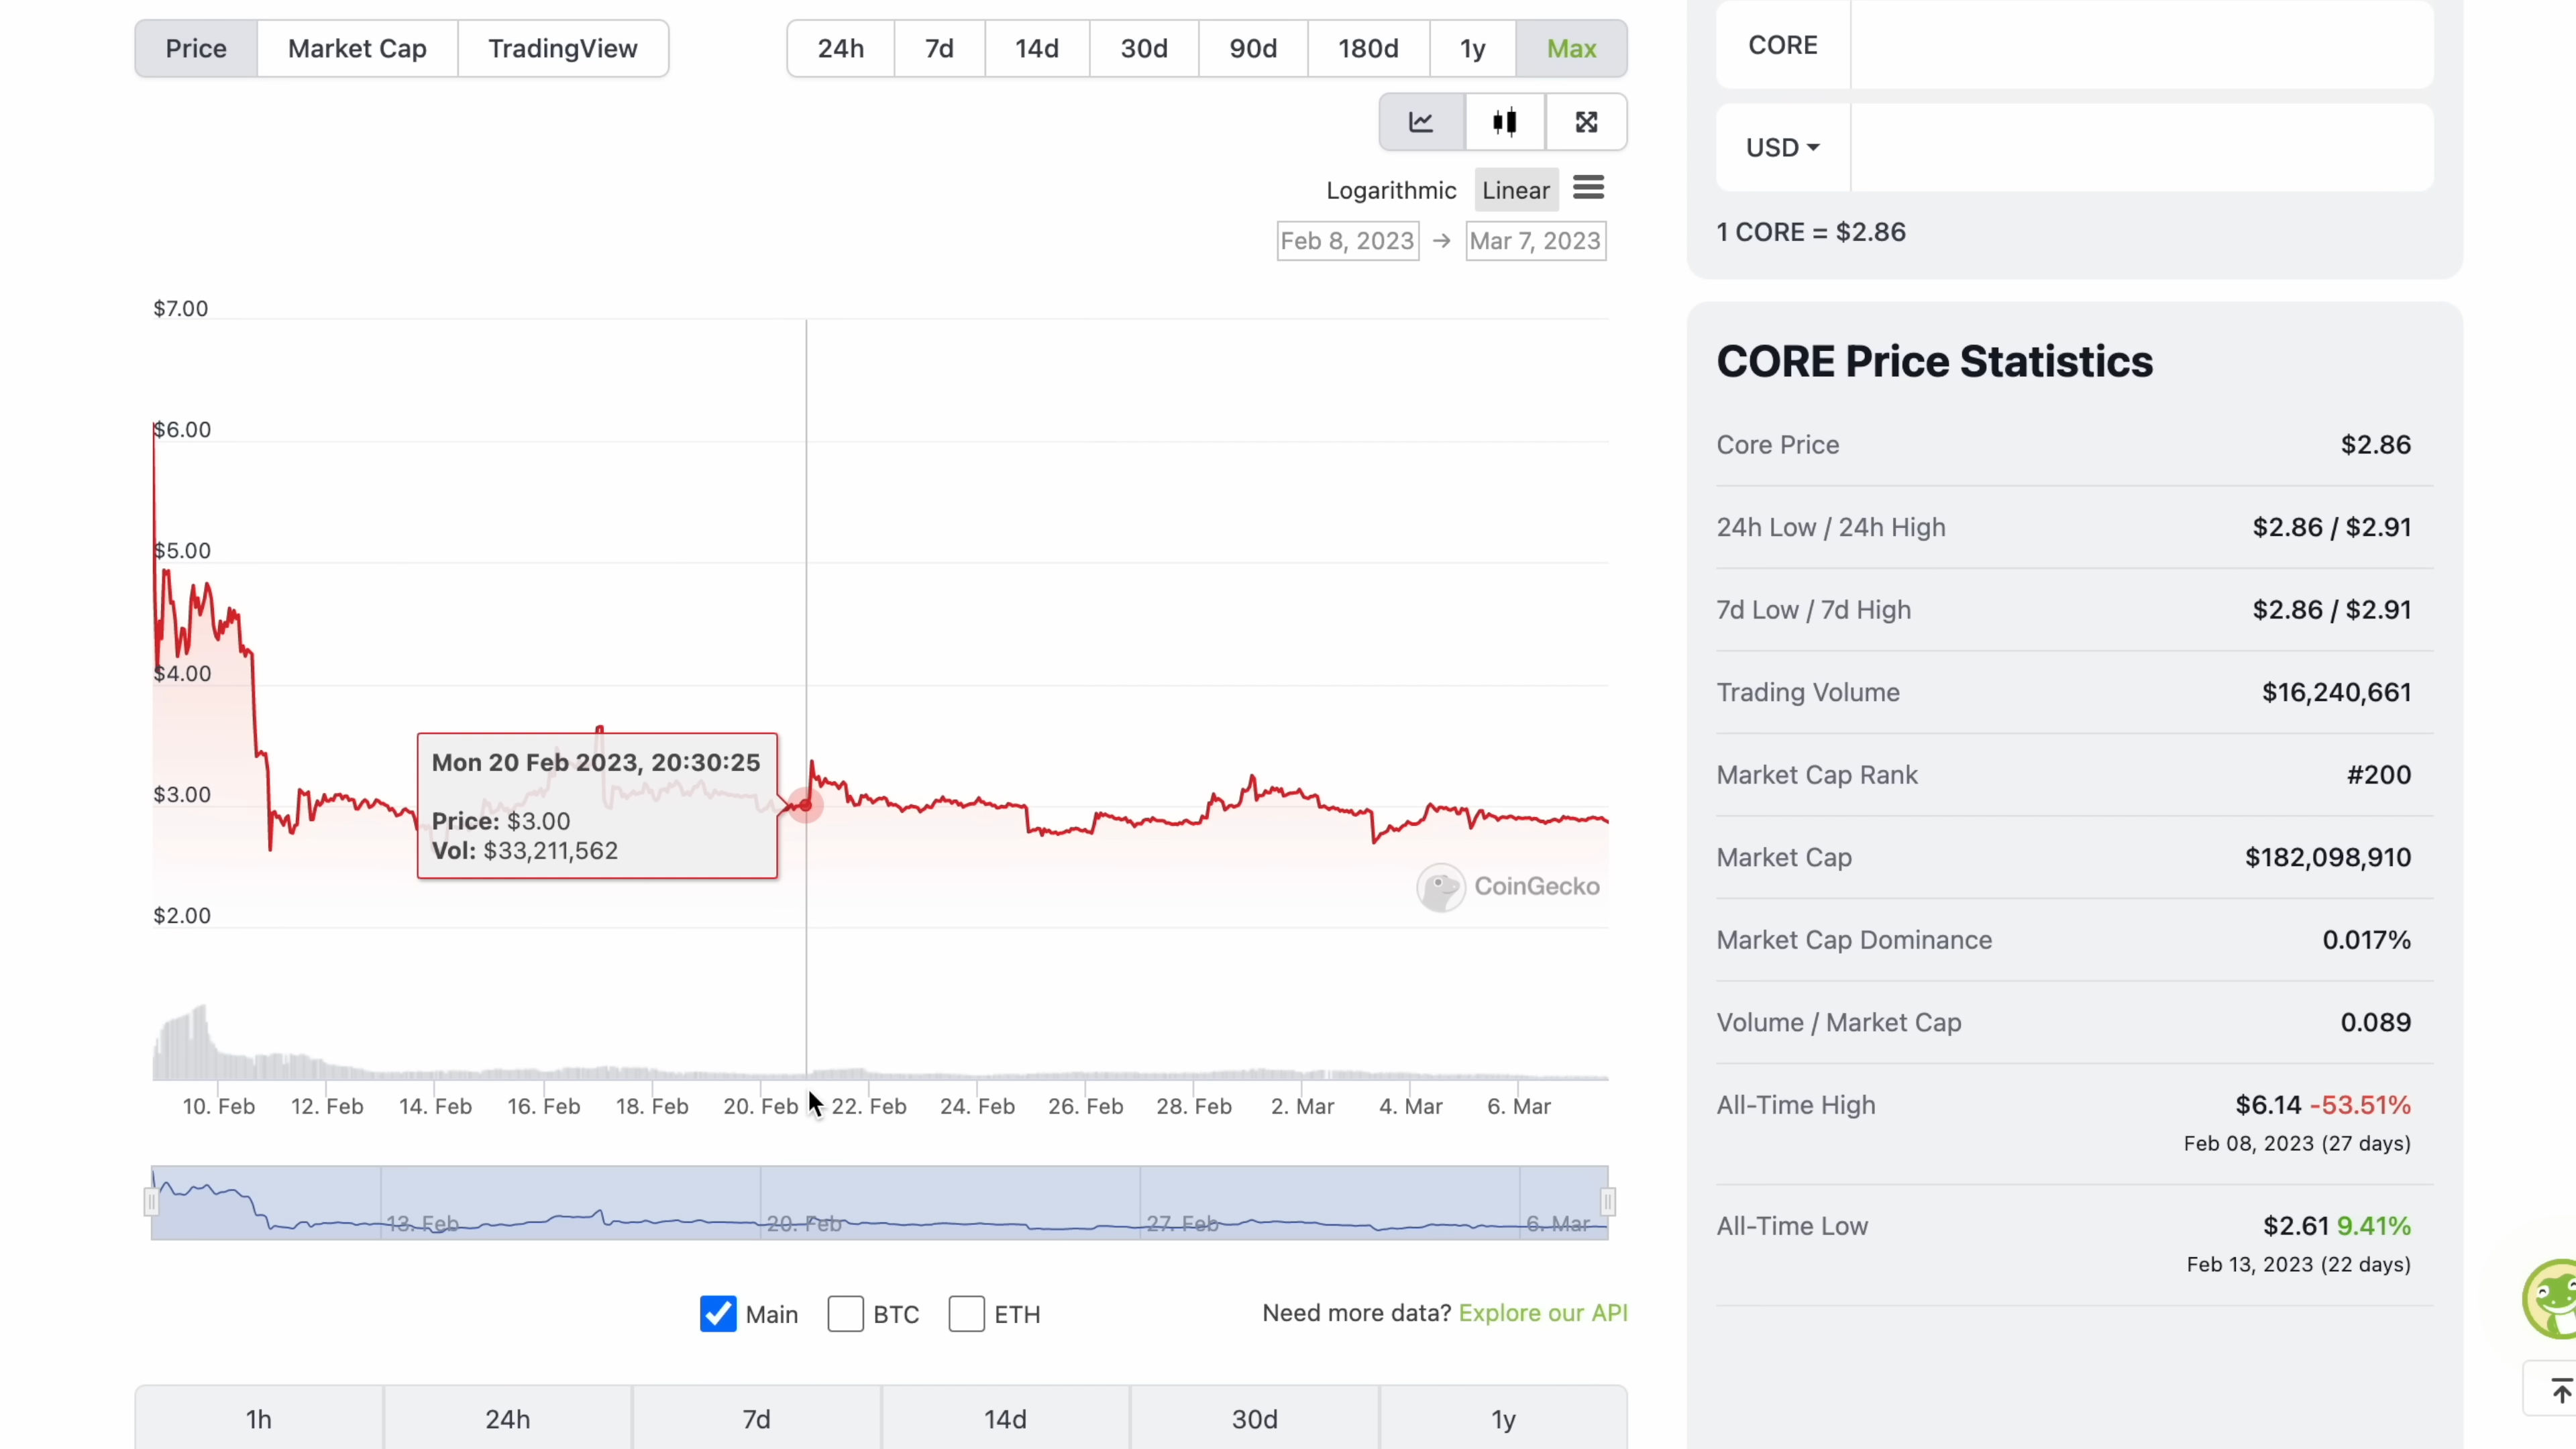 Price Market Cap TradingView
24h 7d 14d 30d 90d 180d 1y Max
Logarithmic Linear
Feb 8, 2023 → Mar 7, 2023
$7.00
$6.00
$5.00
$4.00
$3.00
$2.00
Mon 20 Feb 2023, 20:30:25
Price: $3.00
Vol: $33,211,562
CoinGecko
10. Feb 12. Feb 14. Feb 16. Feb 18. Feb 20. Feb 22. Feb 24. Feb 26. Feb 28. Feb 2. Mar 4. Mar 6. Mar
13. Feb 20. Feb 27. Feb 6. Mar
Main BTC ETH
Need more data? Explore our API
1h 24h 7d 14d 30d 1y
CORE
USD
1 CORE = $2.86
CORE Price Statistics
Core Price $2.86
24h Low / 24h High $2.86 / $2.91
7d Low / 7d High $2.86 / $2.91
Trading Volume $16,240,661
Market Cap Rank #200
Market Cap $182,098,910
Market Cap Dominance 0.017%
Volume / Market Cap 0.089
All-Time High $6.14 -53.51%
Feb 08, 2023 (27 days)
All-Time Low $2.61 9.41%
Feb 13, 2023 (22 days)